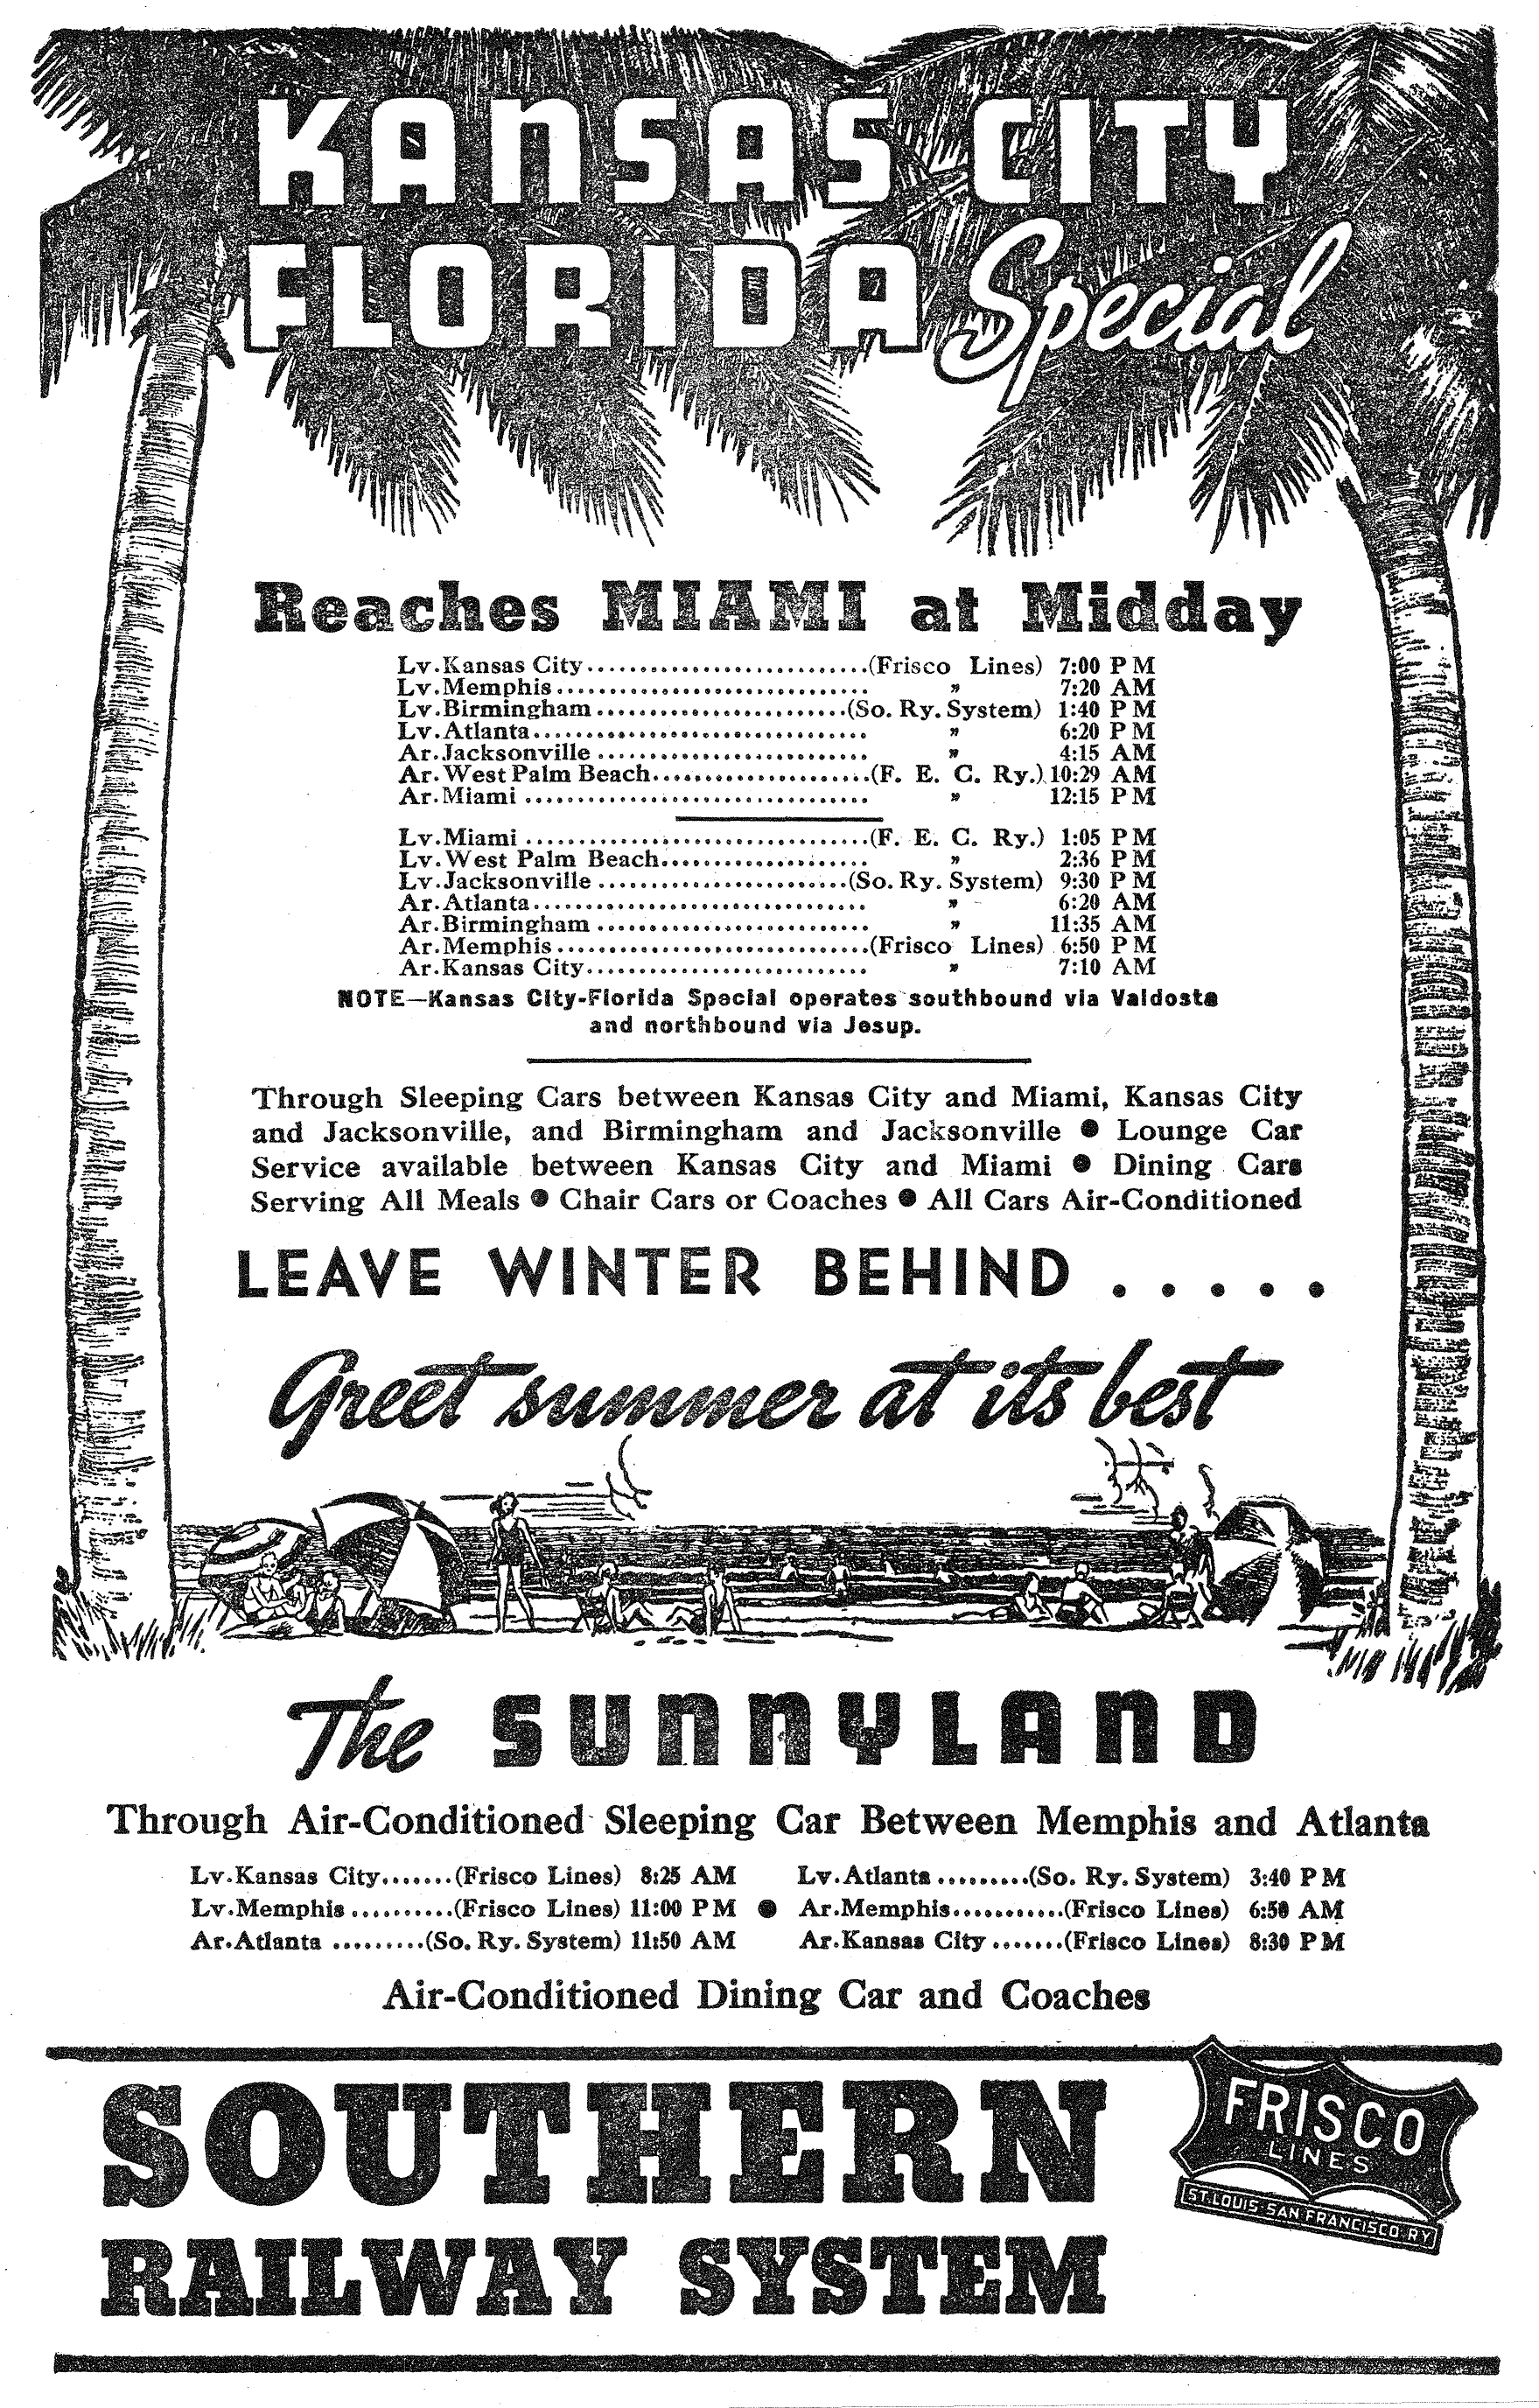 KANSAS CITY
FLORIDA Special
Reaches MIAMI at Midday
Lv. Kansas City..........................(Frisco Lines) 7:00 PM
Lv. Memphis.............................. " 7:20 AM
Lv. Birmingham........................(So. Ry. System) 1:40 PM
Lv. Atlanta................................ " 6:20 PM
Ar. Jacksonville.......................... " 4:15 AM
Ar. West Palm Beach.....................(F. E. C. Ry.) 10:29 AM
Ar. Miami................................. " 12:15 PM
Lv. Miami.................................(F. E. C. Ry.) 1:05 PM
Lv. West Palm Beach.................... " 2:36 PM
Lv. Jacksonville........................(So. Ry. System) 9:30 PM
Ar. Atlanta................................ " 6:20 AM
Ar. Birmingham.......................... " 11:35 AM
Ar. Memphis..............................(Frisco Lines) 6:50 PM
Ar. Kansas City........................... " 7:10 AM
NOTE—Kansas City-Florida Special operates southbound via Valdosta
and northbound via Jesup.
Through Sleeping Cars between Kansas City and Miami, Kansas City
and Jacksonville, and Birmingham and Jacksonville ● Lounge Car
Service available between Kansas City and Miami ● Dining Cars
Serving All Meals ● Chair Cars or Coaches ● All Cars Air-Conditioned
LEAVE WINTER BEHIND . . . . .
Greet summer at its best
The SUNNYLAND
Through Air-Conditioned Sleeping Car Between Memphis and Atlanta
Lv. Kansas City.......(Frisco Lines) 8:25 AM Lv. Atlanta.........(So. Ry. System) 3:40 PM
Lv. Memphis..........(Frisco Lines) 11:00 PM ● Ar. Memphis...........(Frisco Lines) 6:50 AM
Ar. Atlanta.........(So. Ry. System) 11:50 AM Ar. Kansas City.......(Frisco Lines) 8:30 PM
Air-Conditioned Dining Car and Coaches
SOUTHERN
RAILWAY SYSTEM
FRISCO
LINES
ST. LOUIS-SAN FRANCISCO RY